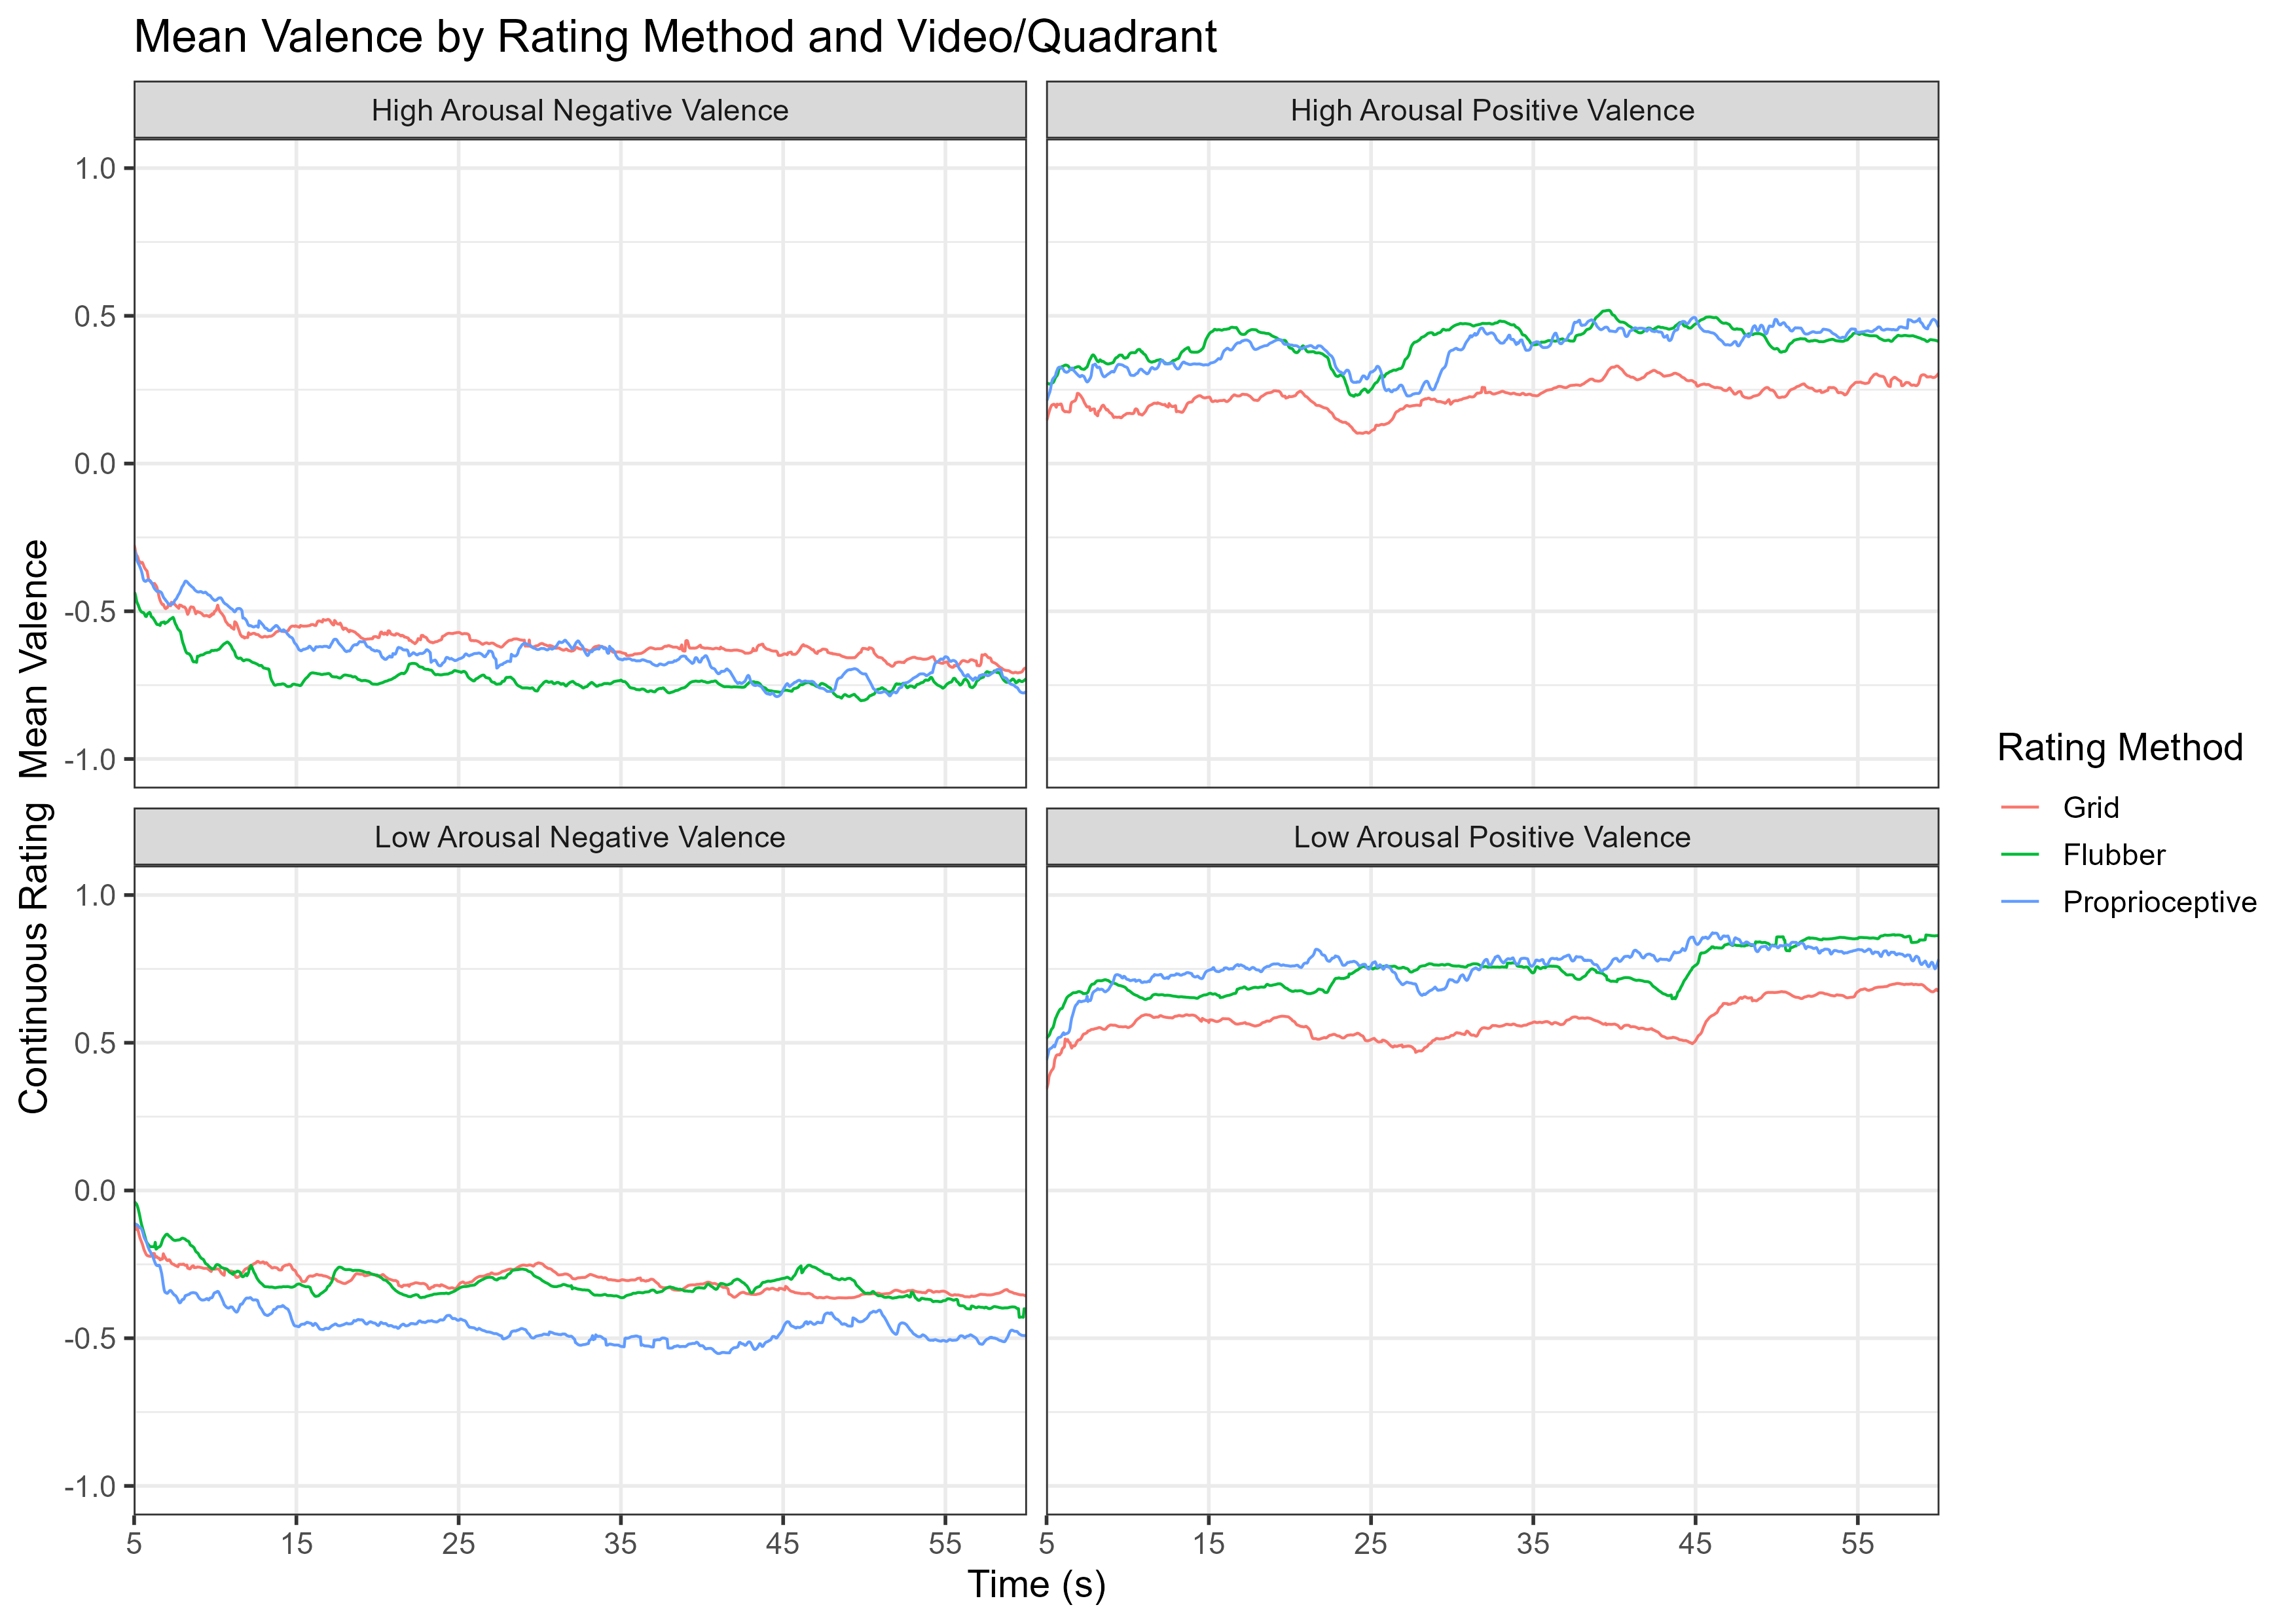 Mean Valence by Rating Method and Video/Quadrant
High Arousal Negative Valence
High Arousal Positive Valence
1.0
0.5
0.0
-0.5
-1.0
Continuous Rating Mean Valence
Low Arousal Negative Valence
Low Arousal Positive Valence
1.0
0.5
0.0
-0.5
-1.0
5 15 25 35 45 55
5 15 25 35 45 55
Time (s)
Rating Method
Grid
Flubber
Proprioceptive